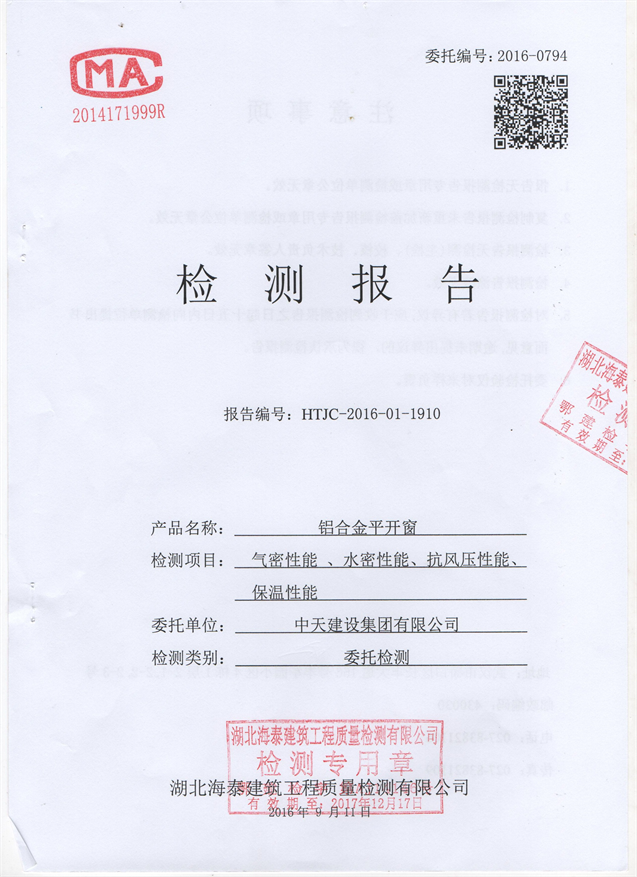 委托编号：2016-0794
CMA
2014171999R
检 测 报 告
湖北海泰
检 测
鄂 建 检
有 效 期 至：
报告编号：HTJC-2016-01-1910
产品名称： 铝合金平开窗
检测项目： 气密性能 、水密性能、抗风压性能、
保温性能
委托单位： 中天建设集团有限公司
检测类别： 委托检测
湖北海泰建筑工程质量检测有限公司
检测专用章
湖北海泰建筑工程质量检测有限公司
有 效 期 至：2017年12月17日
2016 年 9 月 11 日